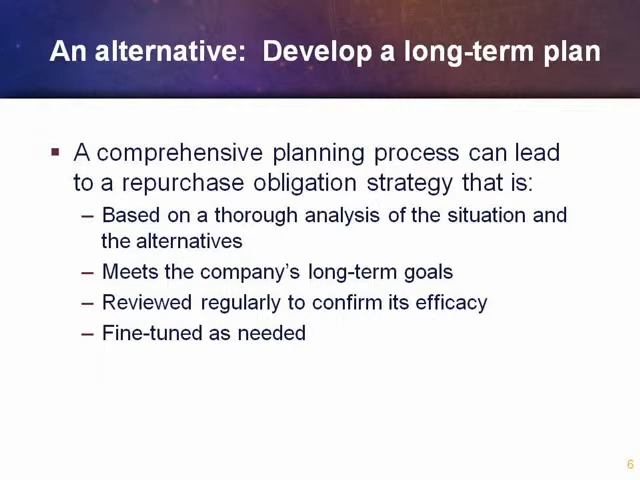 An alternative:  Develop a long-term plan
▪ A comprehensive planning process can lead
to a repurchase obligation strategy that is:
– Based on a thorough analysis of the situation and
the alternatives
– Meets the company's long-term goals
– Reviewed regularly to confirm its efficacy
– Fine-tuned as needed
6